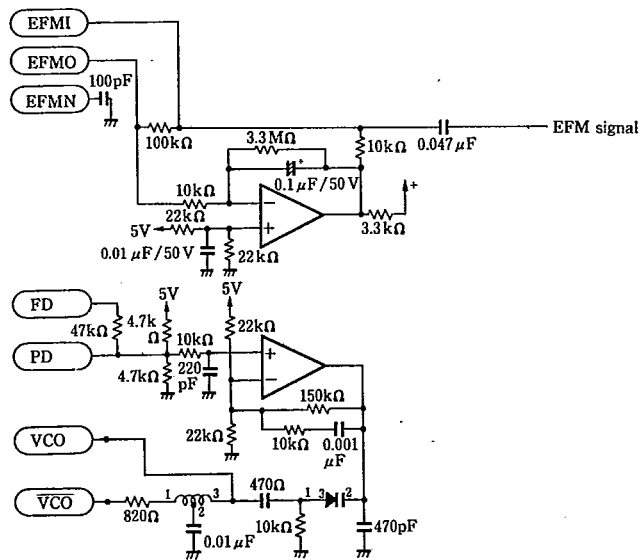 EFMI
EFMO
100pF
EFMN
100kΩ
3.3MΩ
10kΩ
0.047μF
EFM signal
+
0.1μF/50V
10kΩ
22kΩ
5V
−
+
+
3.3kΩ
0.01μF/50V
22kΩ
FD
5V
5V
47kΩ
4.7k
Ω
22kΩ
PD
10kΩ
+
−
4.7kΩ
220
pF
150kΩ
22kΩ
10kΩ
0.001
μF
VCO
VCO
1
3
2
820Ω
0.01μF
470Ω
1
3
2
10kΩ
470pF